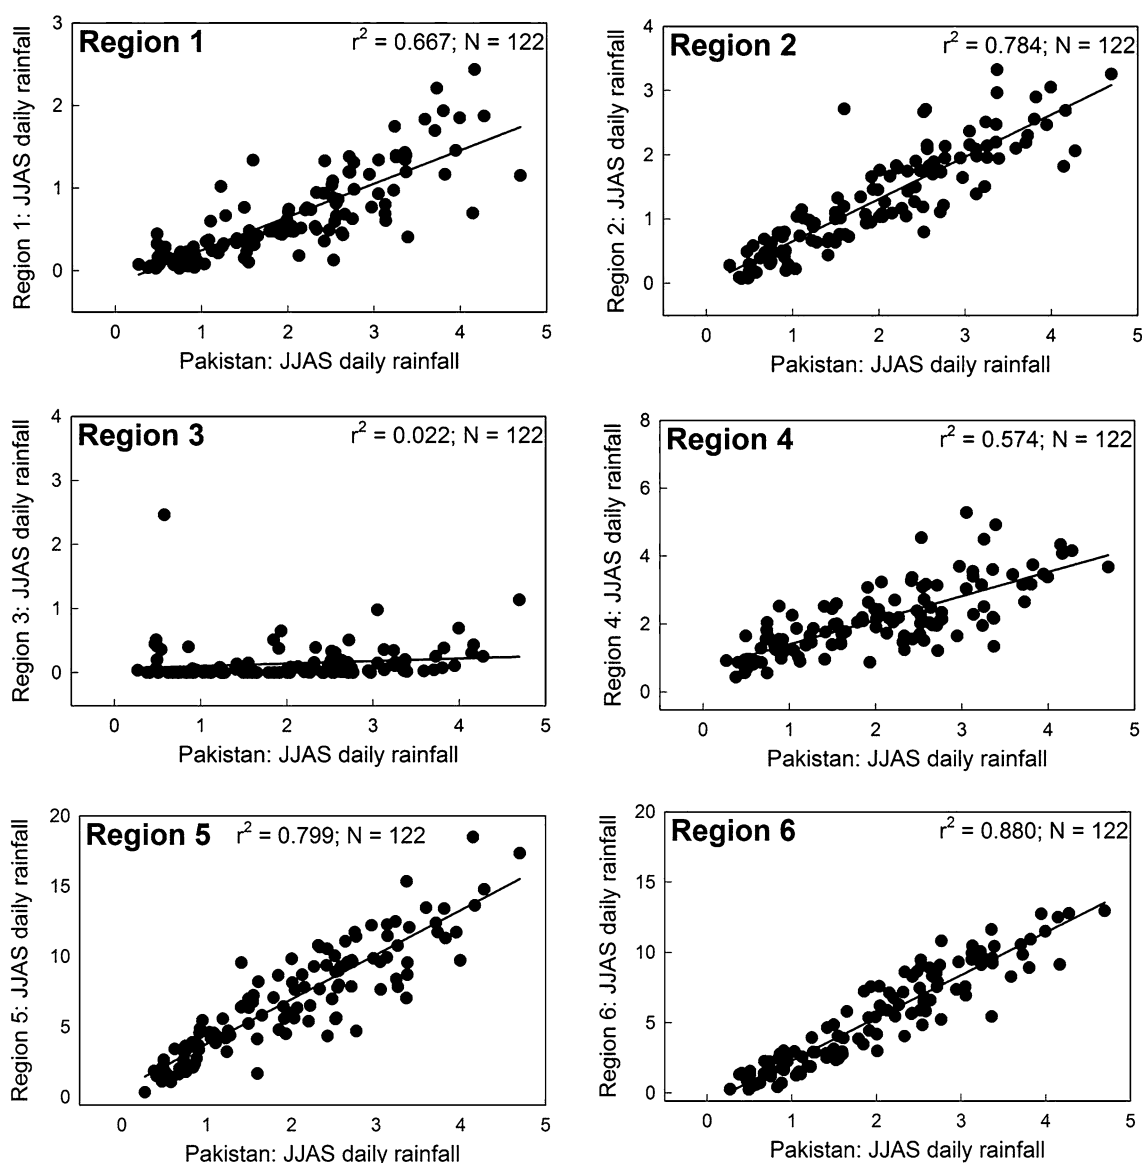 Region 1
r² = 0.667; N = 122
Region 1: JJAS daily rainfall
3
2
1
0
0 1 2 3 4 5
Pakistan: JJAS daily rainfall
Region 2
r² = 0.784; N = 122
Region 2: JJAS daily rainfall
4
3
2
1
0
0 1 2 3 4 5
Pakistan: JJAS daily rainfall
Region 3
r² = 0.022; N = 122
Region 3: JJAS daily rainfall
4
3
2
1
0
0 1 2 3 4 5
Pakistan: JJAS daily rainfall
Region 4
r² = 0.574; N = 122
Region 4: JJAS daily rainfall
8
6
4
2
0
0 1 2 3 4 5
Pakistan: JJAS daily rainfall
Region 5
r² = 0.799; N = 122
Region 5: JJAS daily rainfall
20
15
10
5
0
0 1 2 3 4 5
Pakistan: JJAS daily rainfall
Region 6
r² = 0.880; N = 122
Region 6: JJAS daily rainfall
20
15
10
5
0
0 1 2 3 4 5
Pakistan: JJAS daily rainfall